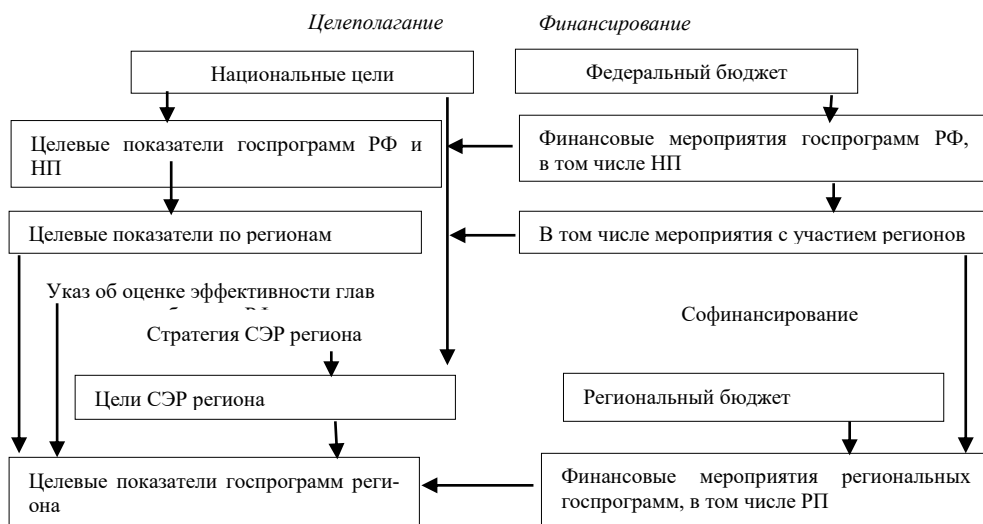 Целеполагание
Финансирование
Национальные цели
Федеральный бюджет
Целевые показатели госпрограмм РФ и
НП
Финансовые мероприятия госпрограмм РФ,
в том числе НП
Целевые показатели по регионам
В том числе мероприятия с участием регионов
Указ об оценке эффективности глав
Стратегия СЭР региона
Софинансирование
Цели СЭР региона
Региональный бюджет
Целевые показатели госпрограмм реги-
она
Финансовые мероприятия региональных
госпрограмм, в том числе РП